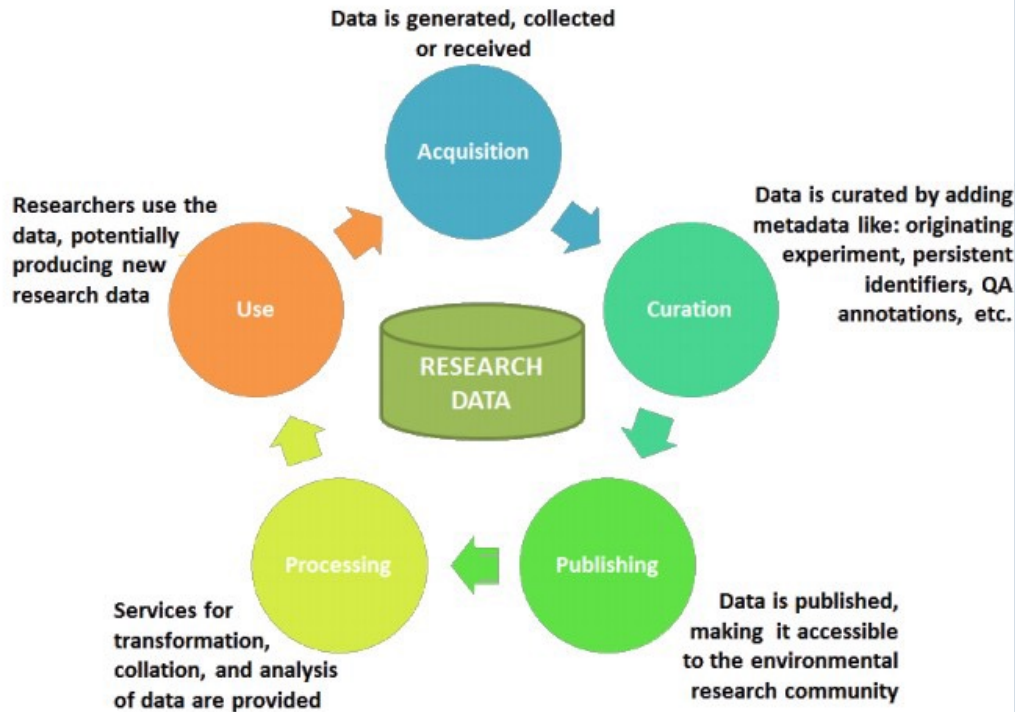 Data is generated, collected
or received
Acquisition
Data is curated by adding
metadata like: originating
experiment, persistent
identifiers, QA
annotations, etc.
Curation
Data is published,
making it accessible
to the environmental
research community
Publishing
Processing
Services for
transformation,
collation, and analysis
of data are provided
Researchers use the
data, potentially
producing new
research data
Use
RESEARCH
DATA